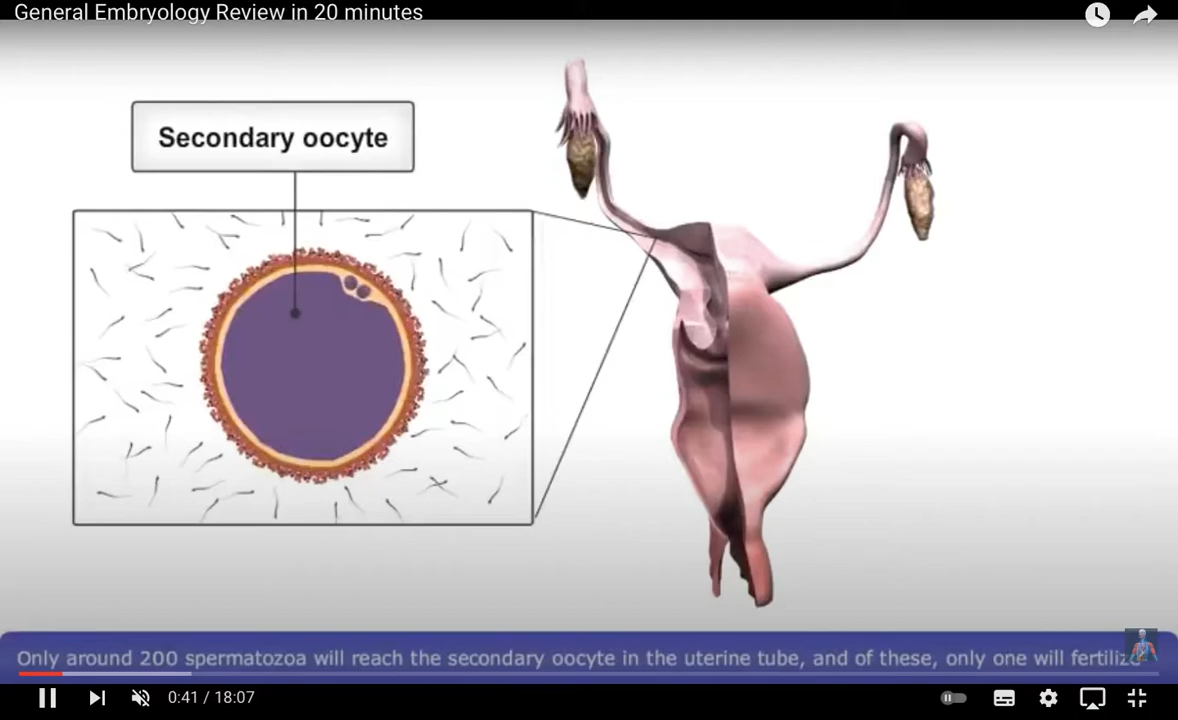 General Embryology Review in 20 minutes
Secondary oocyte
Only around 200 spermatozoa will reach the secondary oocyte in the uterine tube, and of these, only one will fertilize
0:41 / 18:07